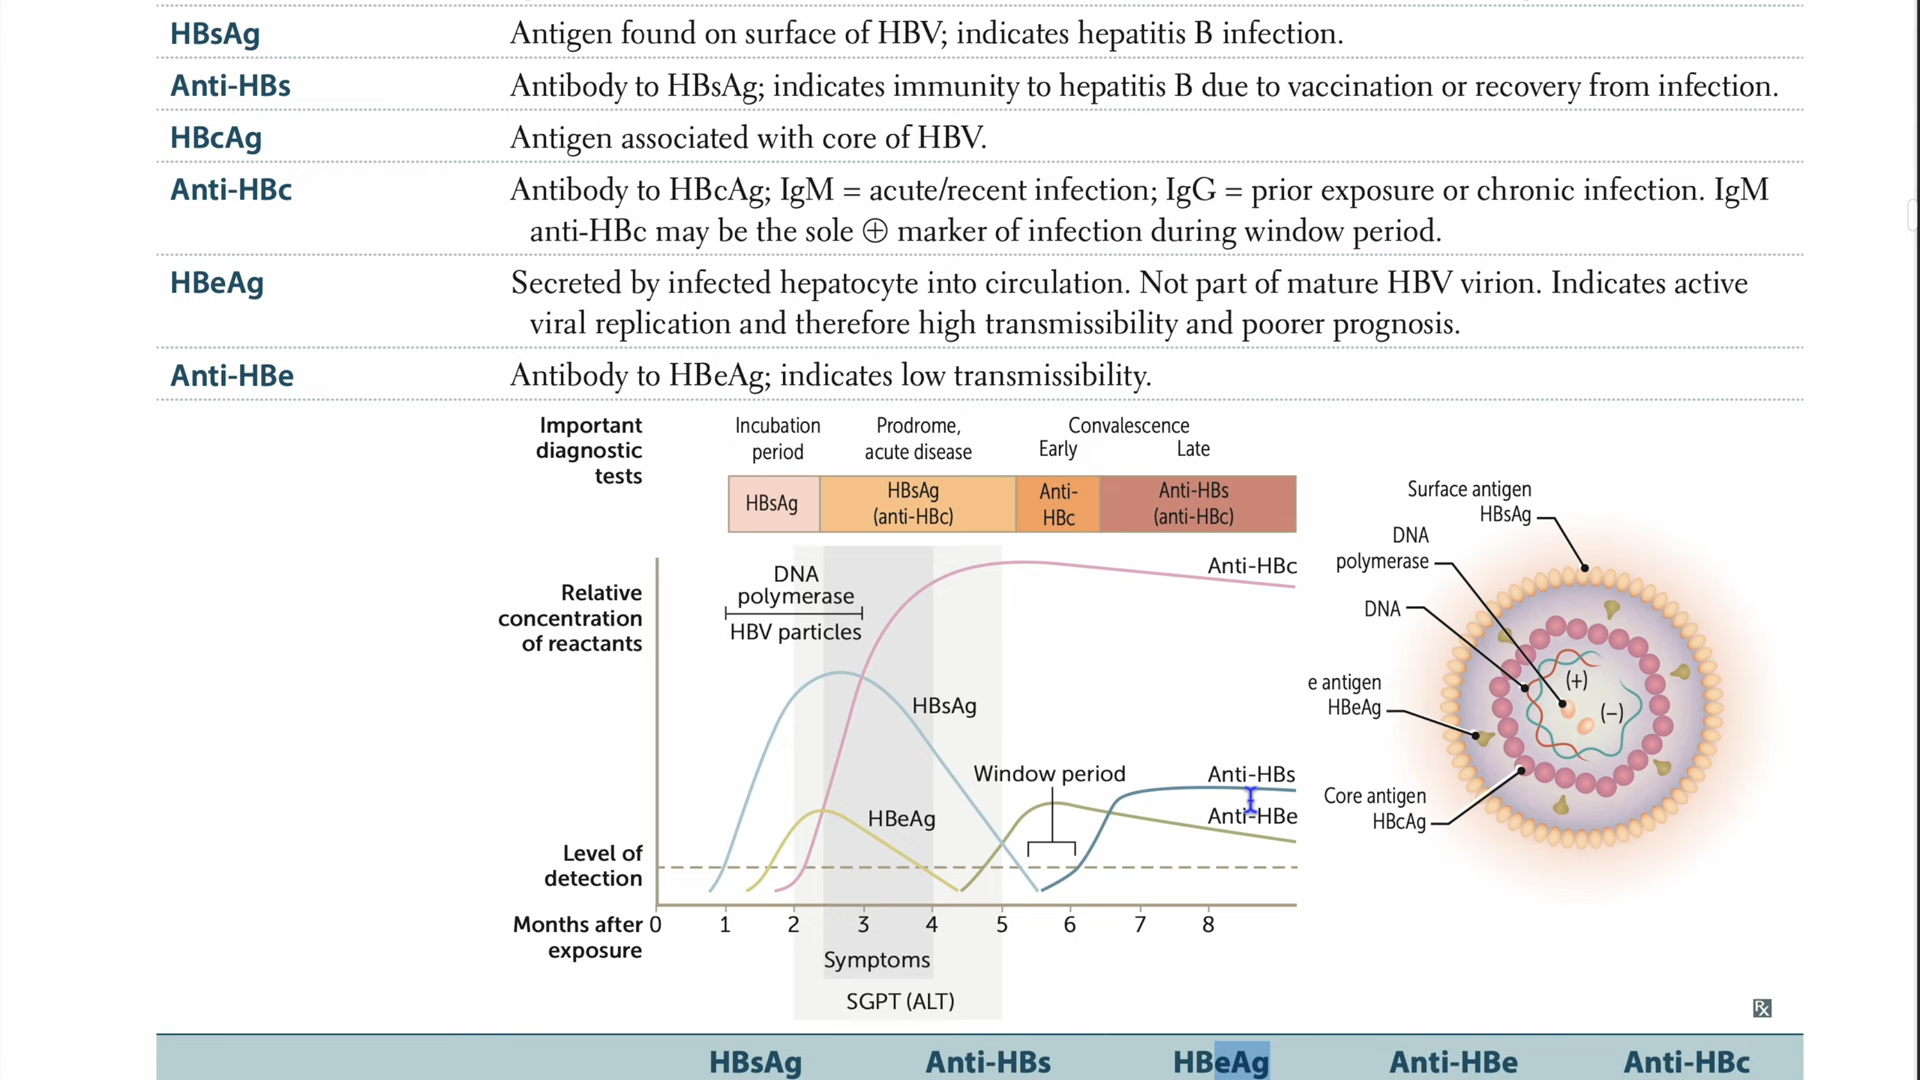 HBsAg Antigen found on surface of HBV; indicates hepatitis B infection.
Anti-HBs Antibody to HBsAg; indicates immunity to hepatitis B due to vaccination or recovery from infection.
HBcAg Antigen associated with core of HBV.
Anti-HBc Antibody to HBcAg; IgM = acute/recent infection; IgG = prior exposure or chronic infection. IgM
anti-HBc may be the sole ⊕ marker of infection during window period.
HBeAg Secreted by infected hepatocyte into circulation. Not part of mature HBV virion. Indicates active
viral replication and therefore high transmissibility and poorer prognosis.
Anti-HBe Antibody to HBeAg; indicates low transmissibility.
Important
diagnostic
tests
Incubation
period
Prodrome,
acute disease
Convalescence
Early Late
HBsAg
HBsAg
(anti-HBc)
Anti-
HBc
Anti-HBs
(anti-HBc)
Relative
concentration
of reactants
DNA
polymerase
HBV particles
Anti-HBc
HBsAg
Window period
HBeAg
Anti-HBs
Anti-HBe
Level of
detection
Months after
exposure
0 1 2 3 4 5 6 7 8
Symptoms
SGPT (ALT)
Surface antigen
HBsAg
DNA
polymerase
DNA
(+)
(–)
e antigen
HBeAg
Core antigen
HBcAg
Rx
HBsAg Anti-HBs HBeAg Anti-HBe Anti-HBc